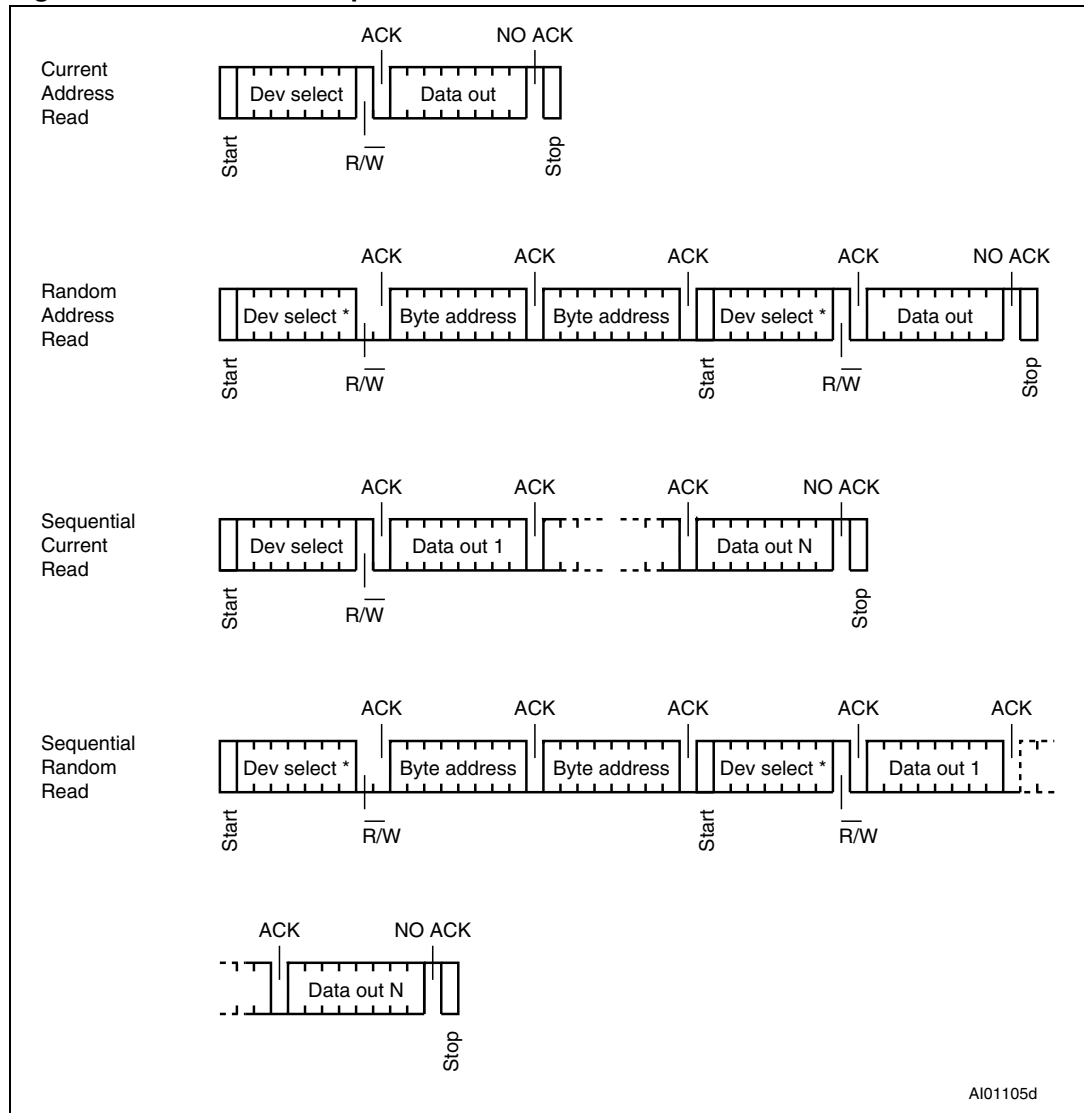 ACK NO ACK
Current
Address
Read
Dev select Data out
Start R/W̅ Stop
ACK ACK ACK ACK NO ACK
Random
Address
Read
Dev select * Byte address Byte address Dev select * Data out
Start R/W̅ Start R/W̅ Stop
ACK ACK ACK NO ACK
Sequential
Current
Read
Dev select Data out 1 Data out N
Start R/W̅ Stop
ACK ACK ACK ACK ACK
Sequential
Random
Read
Dev select * Byte address Byte address Dev select * Data out 1
Start R̅/W Start R̅/W
ACK NO ACK
Data out N
Stop
AI01105d